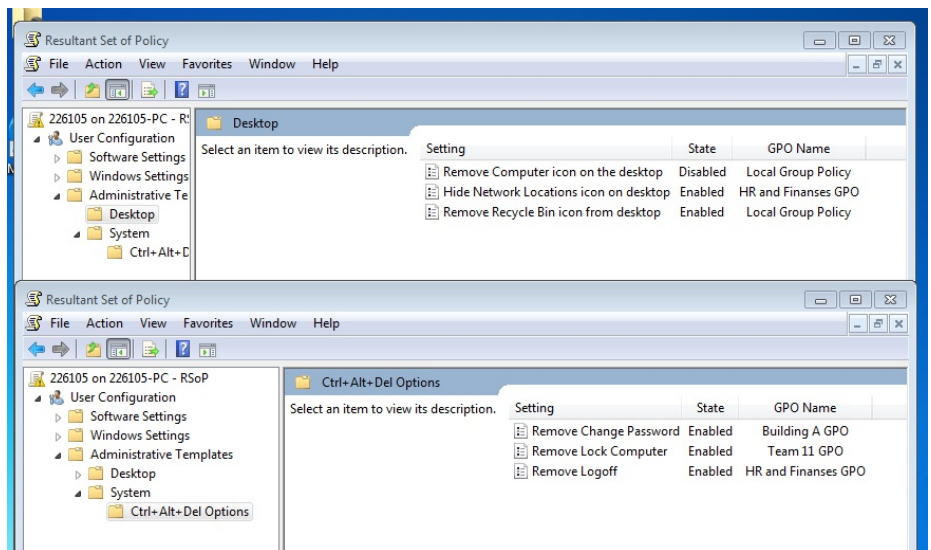 Resultant Set of Policy
File Action View Favorites Window Help
226105 on 226105-PC - R
User Configuration
Software Settings
Windows Settings
Administrative Te
Desktop
System
Ctrl+Alt+D
Desktop
Select an item to view its description.
Setting State GPO Name
Remove Computer icon on the desktop Disabled Local Group Policy
Hide Network Locations icon on desktop Enabled HR and Finanses GPO
Remove Recycle Bin icon from desktop Enabled Local Group Policy
Resultant Set of Policy
File Action View Favorites Window Help
226105 on 226105-PC - RSoP
User Configuration
Software Settings
Windows Settings
Administrative Templates
Desktop
System
Ctrl+Alt+Del Options
Ctrl+Alt+Del Options
Select an item to view its description.
Setting State GPO Name
Remove Change Password Enabled Building A GPO
Remove Lock Computer Enabled Team 11 GPO
Remove Logoff Enabled HR and Finanses GPO